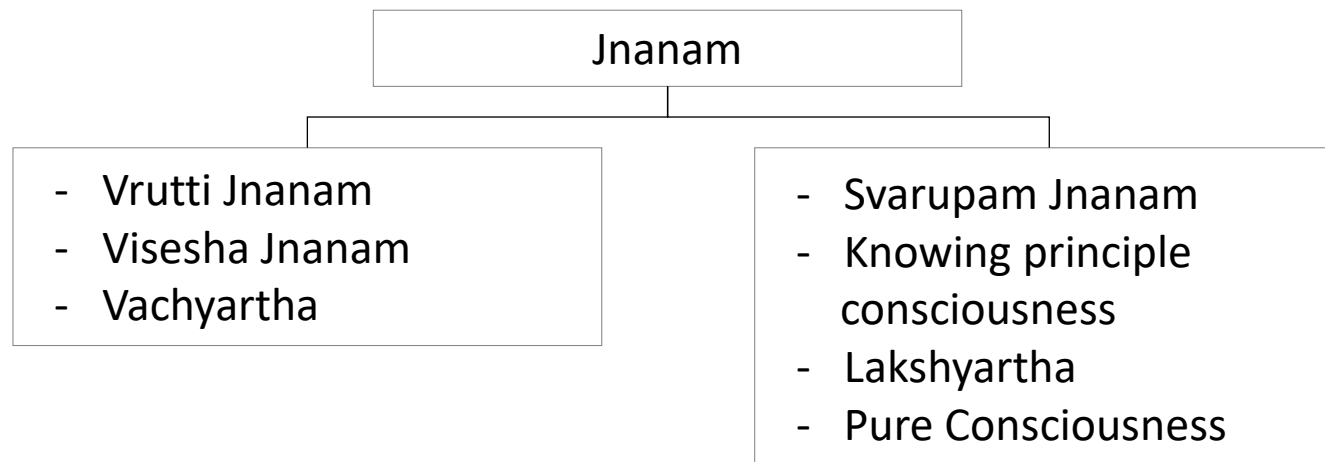 Jnanam
- Vrutti Jnanam
- Visesha Jnanam
- Vachyartha
- Svarupam Jnanam
- Knowing principle
consciousness
- Lakshyartha
- Pure Consciousness